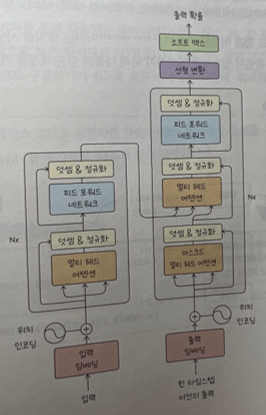 출력 확률
소프트 맥스
선형 변환
덧셈 & 정규화
피드 포워드
네트워크
덧셈 & 정규화
멀티 헤드
어텐션
Nx
덧셈 & 정규화
마스크드
멀티 헤드 어텐션
위치
인코딩
출력
임베딩
한 타임스텝
이전의 출력
덧셈 & 정규화
피드 포워드
네트워크
Nx
덧셈 & 정규화
멀티 헤드
어텐션
위치
인코딩
입력
임베딩
입력